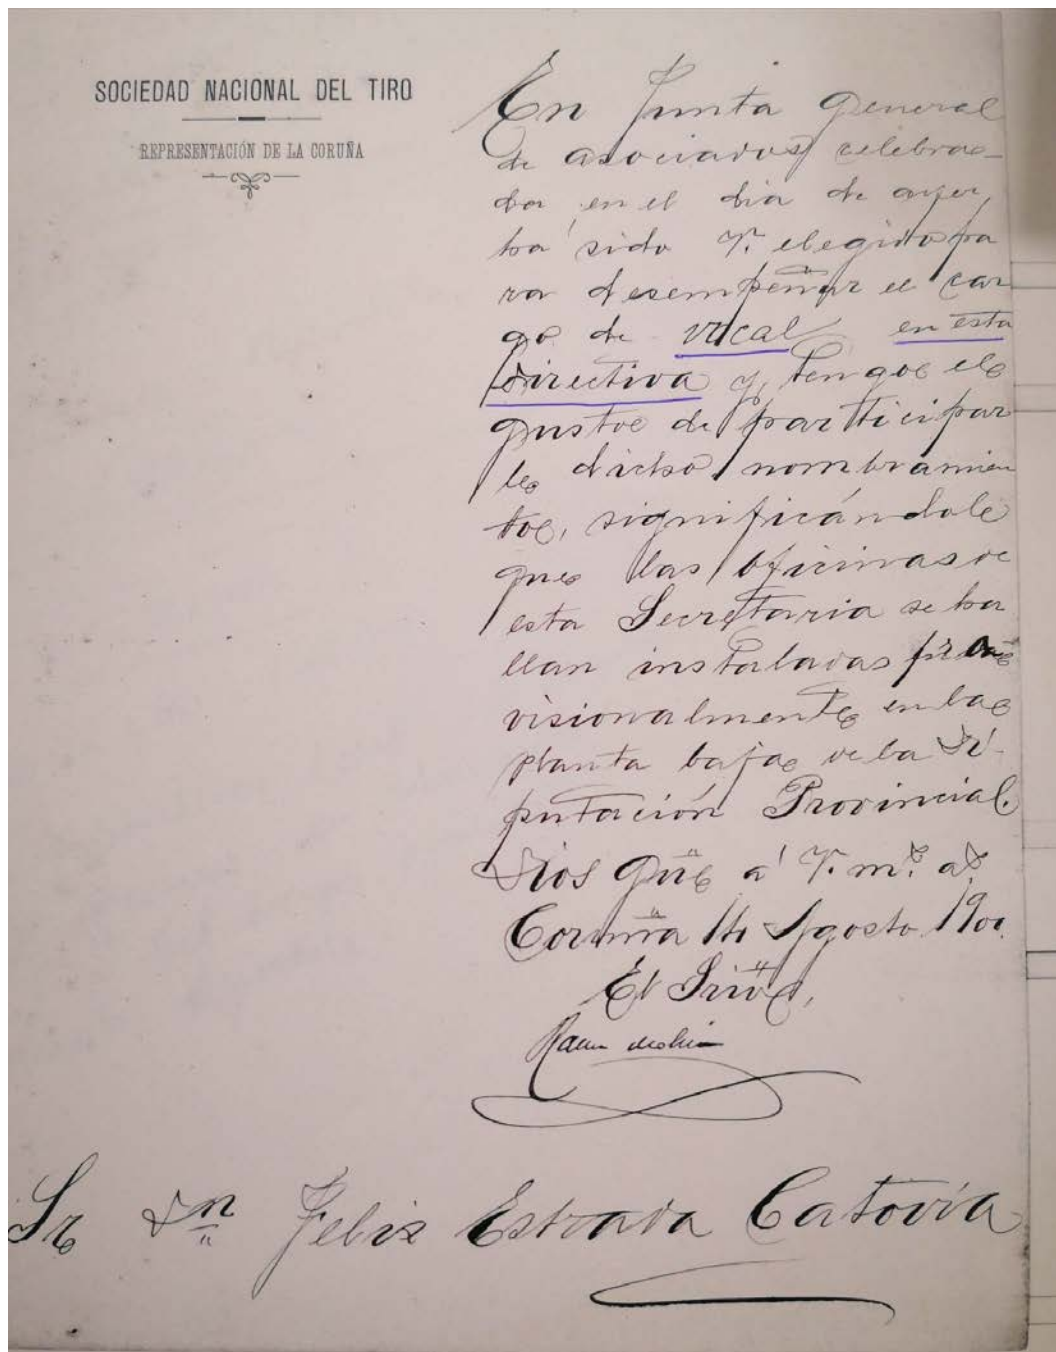 SOCIEDAD NACIONAL DEL TIRO
REPRESENTACIÓN DE LA CORUÑA
En Junta general
de asociados celebra-
da en el dia de ayer,
ha sido V. elegido pa
ra desempeñar el car
go de vocal en esta
Directiva y tengo el
gusto de participar
le dicho nombramien
to, significándole
que las oficinas de
esta Secretaria se ha
llan instaladas pro
visionalmente en la
planta baja de la Di-
putación Provincial.
Dios gue á V. m.s a.s
Coruña 14 Agosto 1900.
El Srio,
Sr Dn Felix Estrada Catovia